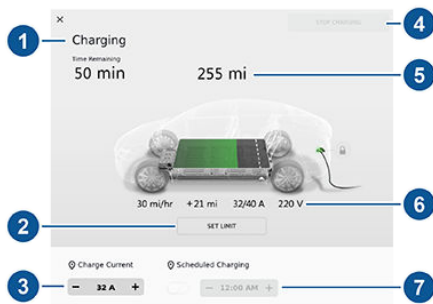 ×
STOP CHARGING
4
1
Charging
Time Remaining
50 min
255 mi
5
30 mi/hr +21 mi 32/40 A 220 V
6
2
SET LIMIT
Charge Current
Scheduled Charging
3
− 32 A +
− 12:00 AM +
7